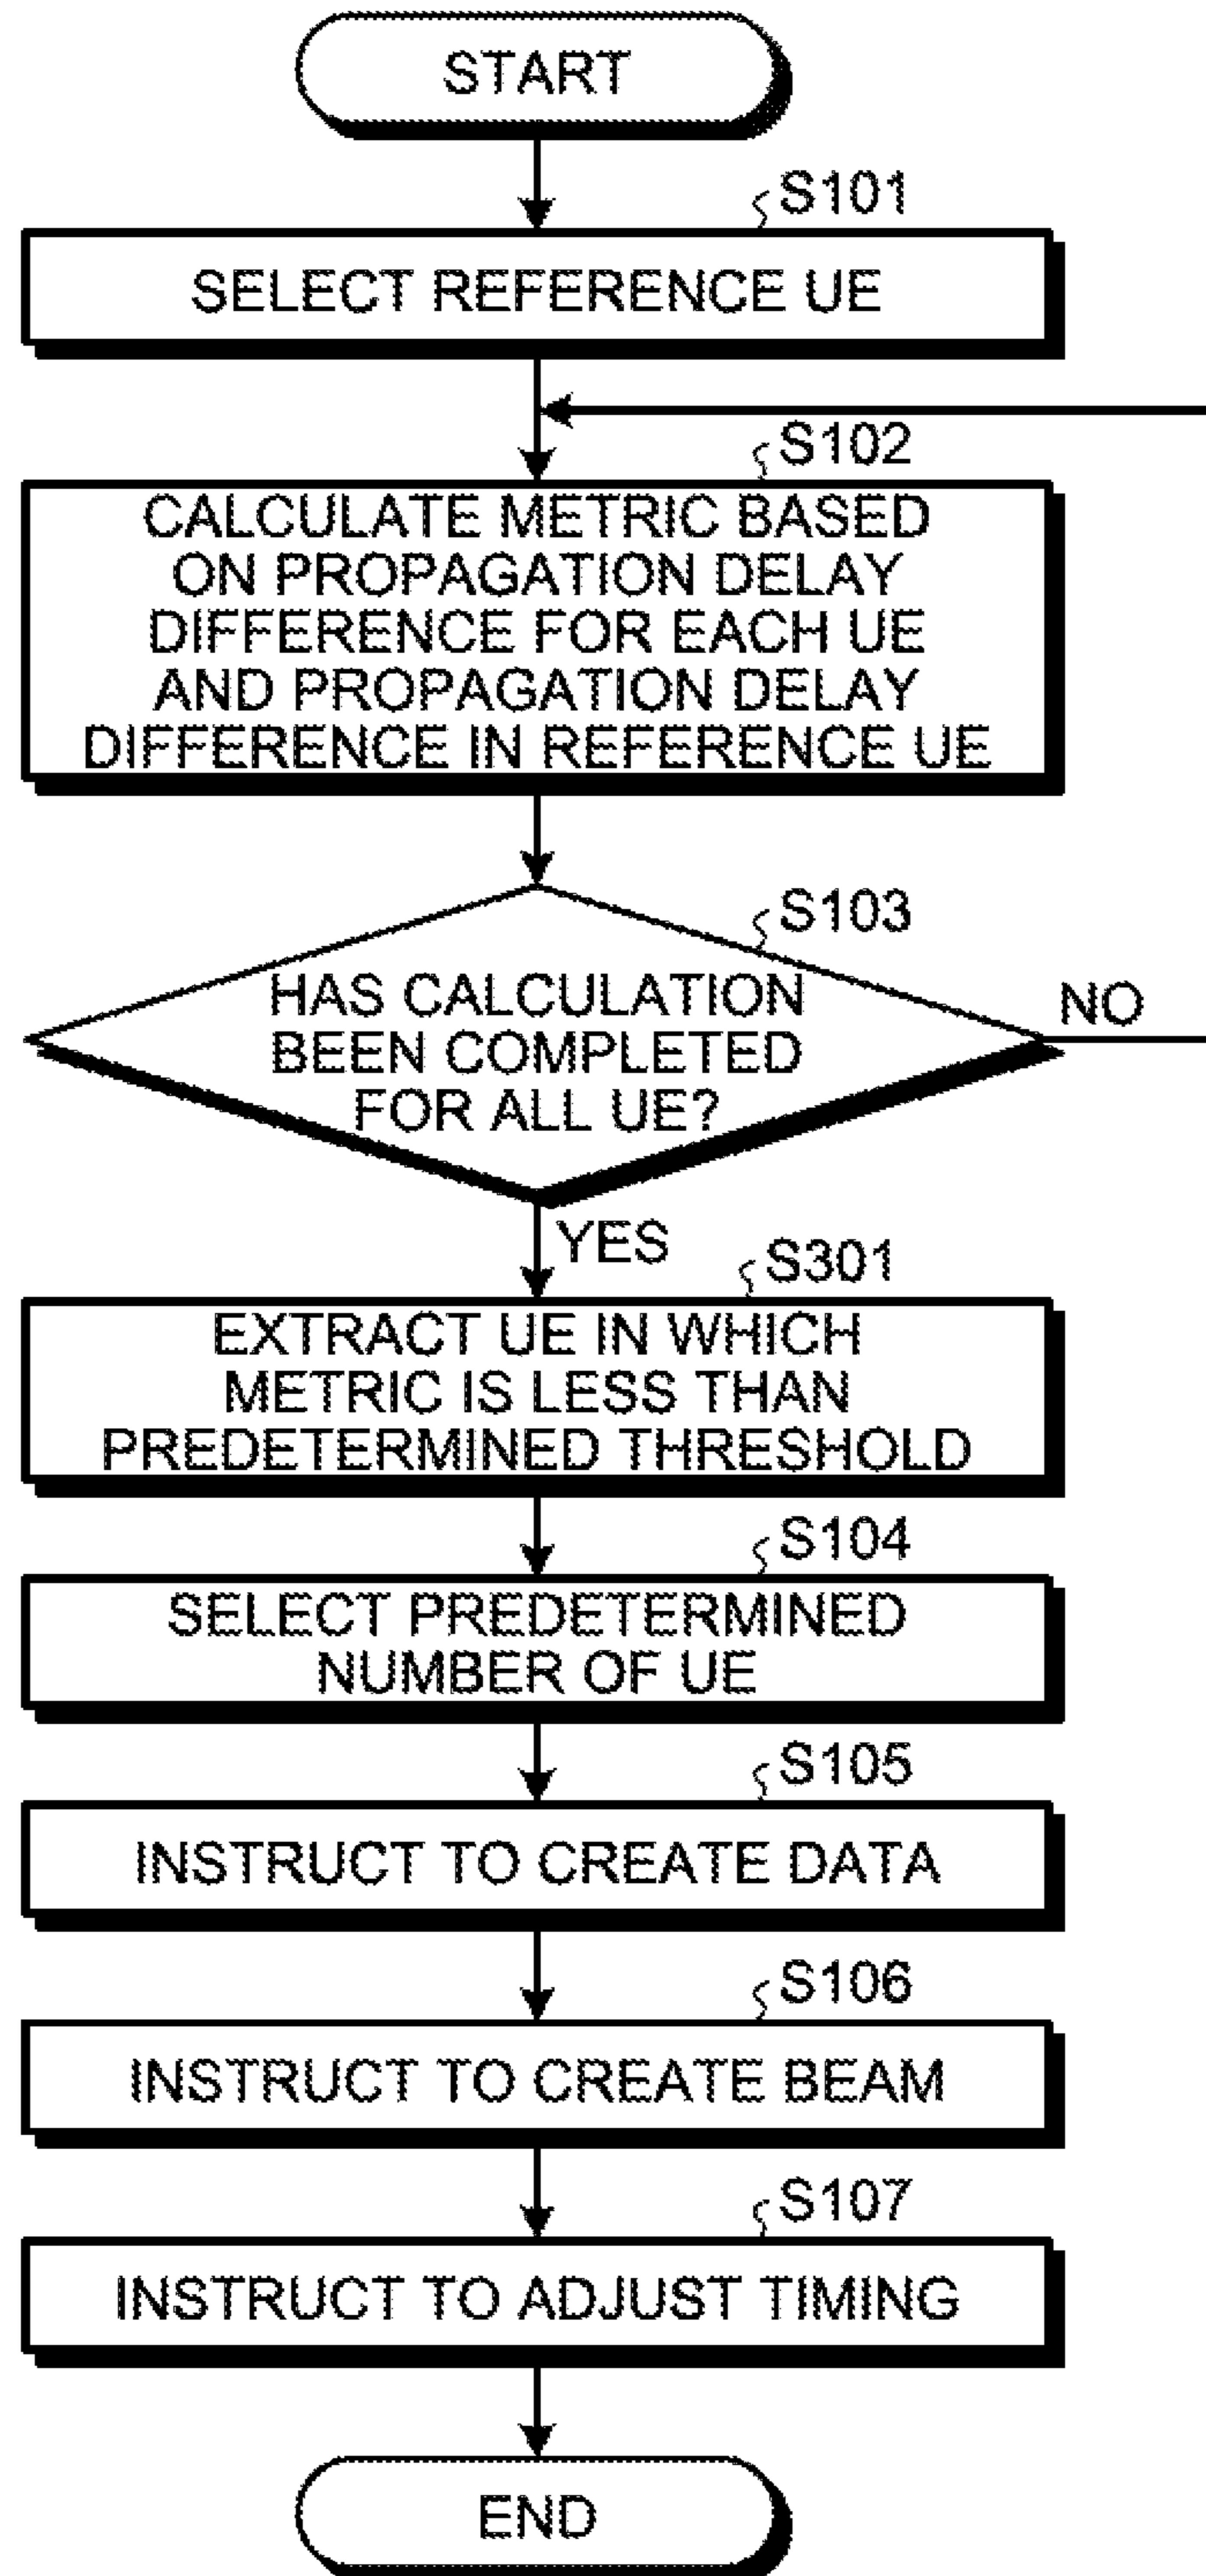 START
S101
SELECT REFERENCE UE
S102
CALCULATE METRIC BASED
ON PROPAGATION DELAY
DIFFERENCE FOR EACH UE
AND PROPAGATION DELAY
DIFFERENCE IN REFERENCE UE
S103
HAS CALCULATION
BEEN COMPLETED
FOR ALL UE?
NO
YES
S301
EXTRACT UE IN WHICH
METRIC IS LESS THAN
PREDETERMINED THRESHOLD
S104
SELECT PREDETERMINED
NUMBER OF UE
S105
INSTRUCT TO CREATE DATA
S106
INSTRUCT TO CREATE BEAM
S107
INSTRUCT TO ADJUST TIMING
END